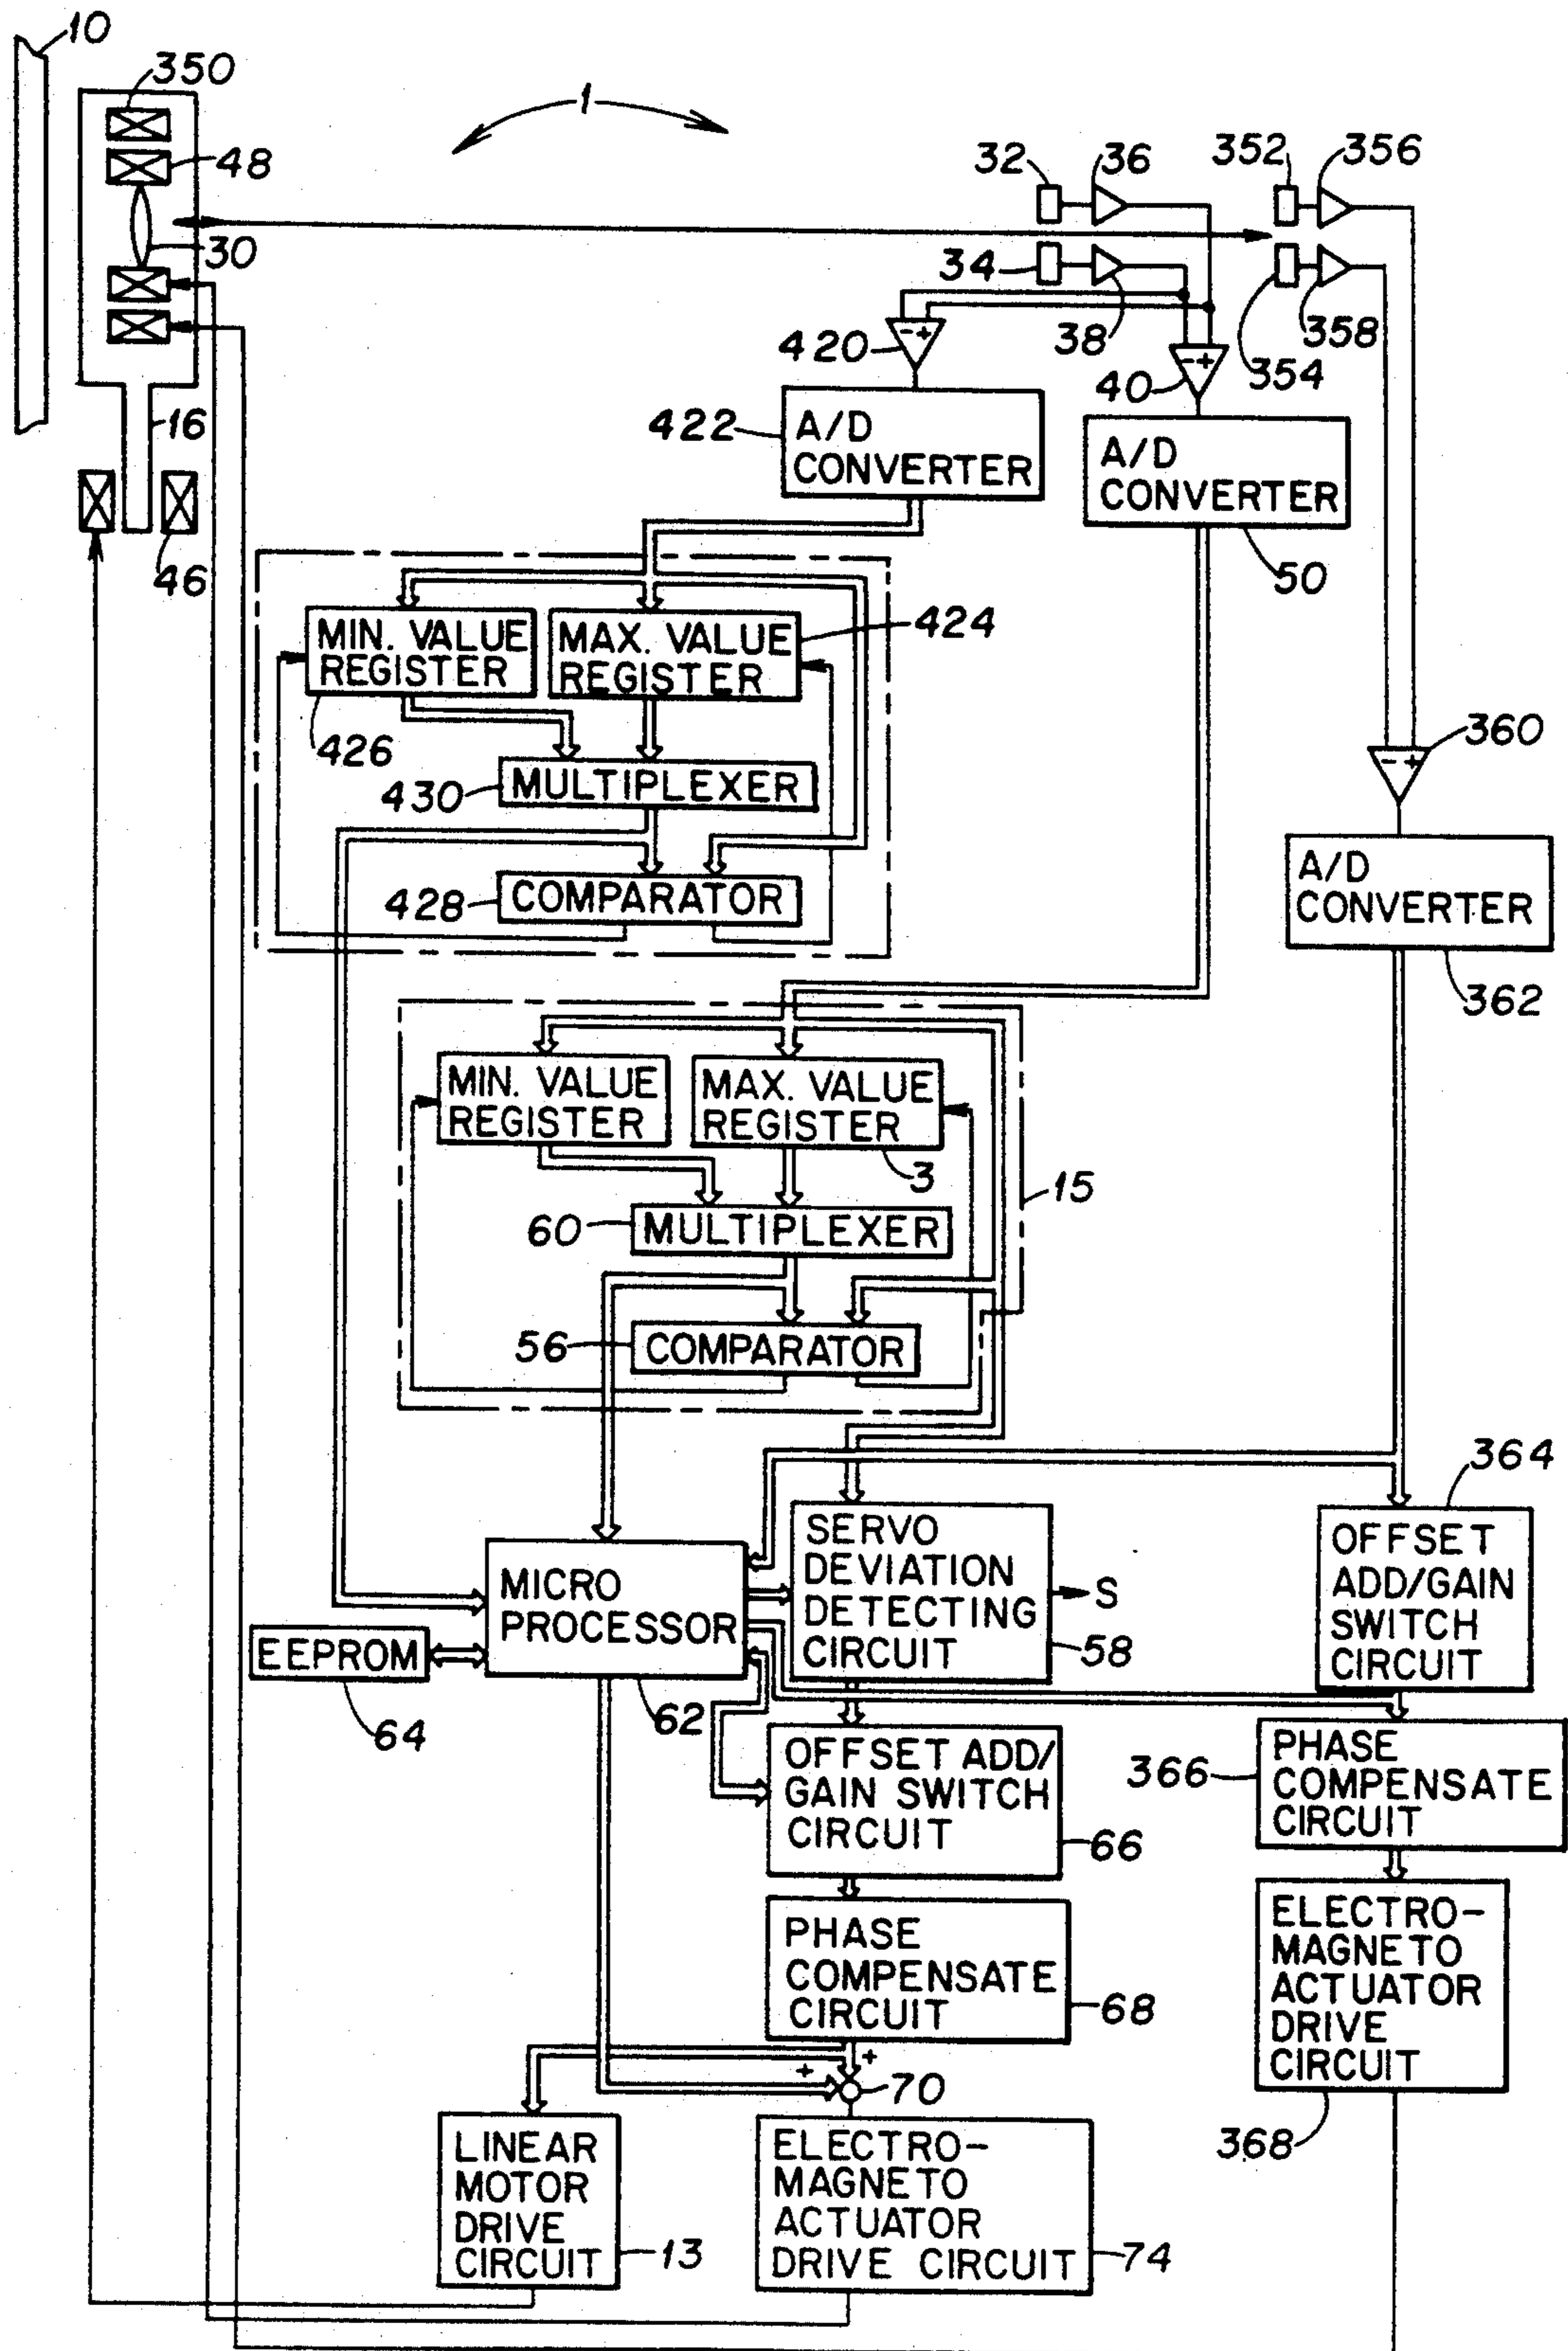 10
350
1
48
32
36
352
356
30
34
38
354
358
- +
420
- +
40
16
422
A/D
CONVERTER
A/D
CONVERTER
46
50
MIN. VALUE
REGISTER
MAX. VALUE
REGISTER
424
426
360
- +
430
MULTIPLEXER
428
COMPARATOR
A/D
CONVERTER
362
MIN. VALUE
REGISTER
MAX. VALUE
REGISTER
3
15
60
MULTIPLEXER
56
COMPARATOR
364
MICRO
PROCESSOR
SERVO
DEVIATION
DETECTING
CIRCUIT
S
58
OFFSET
ADD/GAIN
SWITCH
CIRCUIT
EEPROM
64
62
OFFSET ADD/
GAIN SWITCH
CIRCUIT
66
366
PHASE
COMPENSATE
CIRCUIT
PHASE
COMPENSATE
CIRCUIT
68
ELECTRO-
MAGNETO
ACTUATOR
DRIVE
CIRCUIT
368
+
+
70
LINEAR
MOTOR
DRIVE
CIRCUIT
13
ELECTRO-
MAGNETO
ACTUATOR
DRIVE CIRCUIT
74